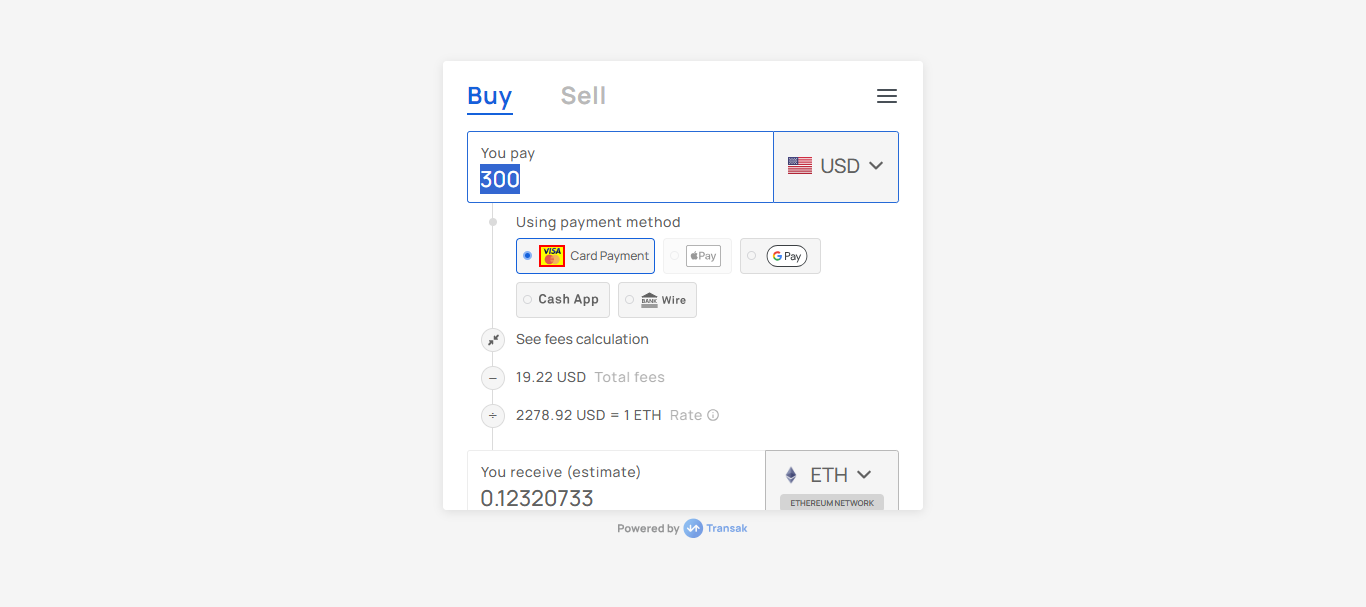 Buy Sell
You pay
300
USD
Using payment method
VISA Card Payment
Pay
G Pay
Cash App
BANK Wire
See fees calculation
19.22 USD Total fees
2278.92 USD = 1 ETH Rate
You receive (estimate)
0.12320733
ETH
ETHEREUM NETWORK
Powered by Transak